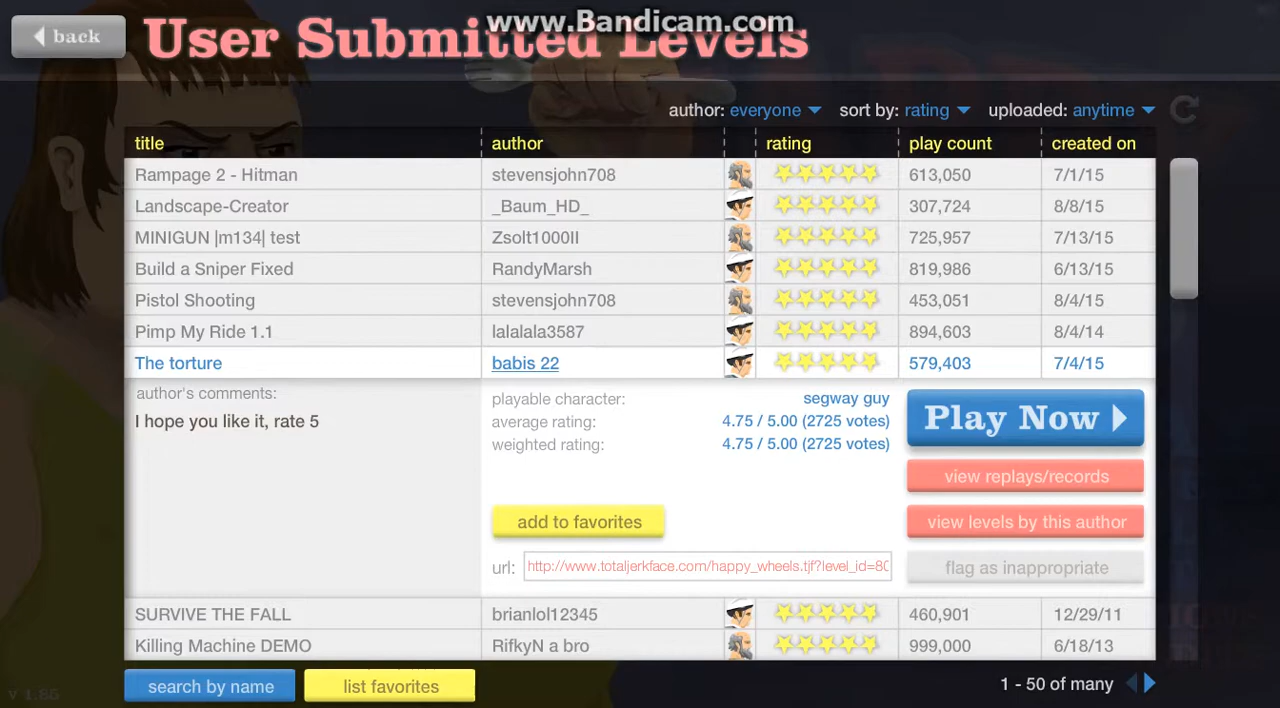 www.Bandicam.com
back
User Submitted Levels
author: everyone sort by: rating uploaded: anytime
title author rating play count created on
Rampage 2 - Hitman stevensjohn708 613,050 7/1/15
Landscape-Creator _Baum_HD_ 307,724 8/8/15
MINIGUN |m134| test Zsolt1000II 725,957 7/13/15
Build a Sniper Fixed RandyMarsh 819,986 6/13/15
Pistol Shooting stevensjohn708 453,051 8/4/15
Pimp My Ride 1.1 lalalala3587 894,603 8/4/14
The torture babis 22 579,403 7/4/15
author's comments:
I hope you like it, rate 5
playable character: segway guy
average rating: 4.75 / 5.00 (2725 votes)
weighted rating: 4.75 / 5.00 (2725 votes)
Play Now
view replays/records
add to favorites
view levels by this author
url: http://www.totaljerkface.com/happy_wheels.tjf?level_id=80
flag as inappropriate
SURVIVE THE FALL brianlol12345 460,901 12/29/11
Killing Machine DEMO RifkyN a bro 999,000 6/18/13
search by name
list favorites
1 - 50 of many
v 1.86